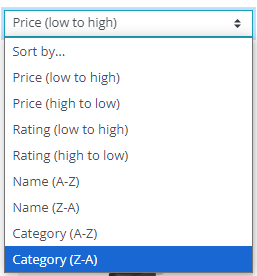 Price (low to high)
Sort by...
Price (low to high)
Price (high to low)
Rating (low to high)
Rating (high to low)
Name (A-Z)
Name (Z-A)
Category (A-Z)
Category (Z-A)